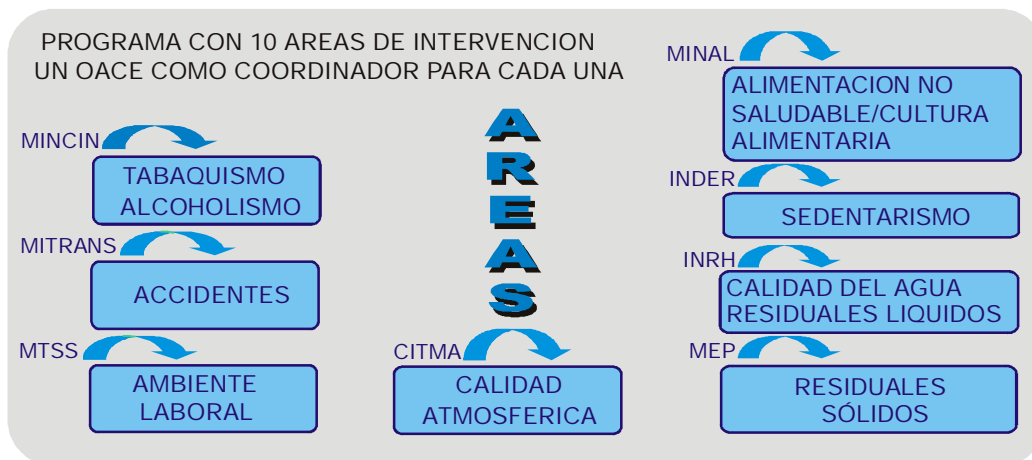 PROGRAMA CON 10 AREAS DE INTERVENCION
UN OACE COMO COORDINADOR PARA CADA UNA
MINCIN
TABAQUISMO
ALCOHOLISMO
MITRANS
ACCIDENTES
MTSS
AMBIENTE
LABORAL
AREAS
CITMA
CALIDAD
ATMOSFERICA
MINAL
ALIMENTACION NO
SALUDABLE/CULTURA
ALIMENTARIA
INDER
SEDENTARISMO
INRH
CALIDAD DEL AGUA
RESIDUALES LIQUIDOS
MEP
RESIDUALES
SÓLIDOS